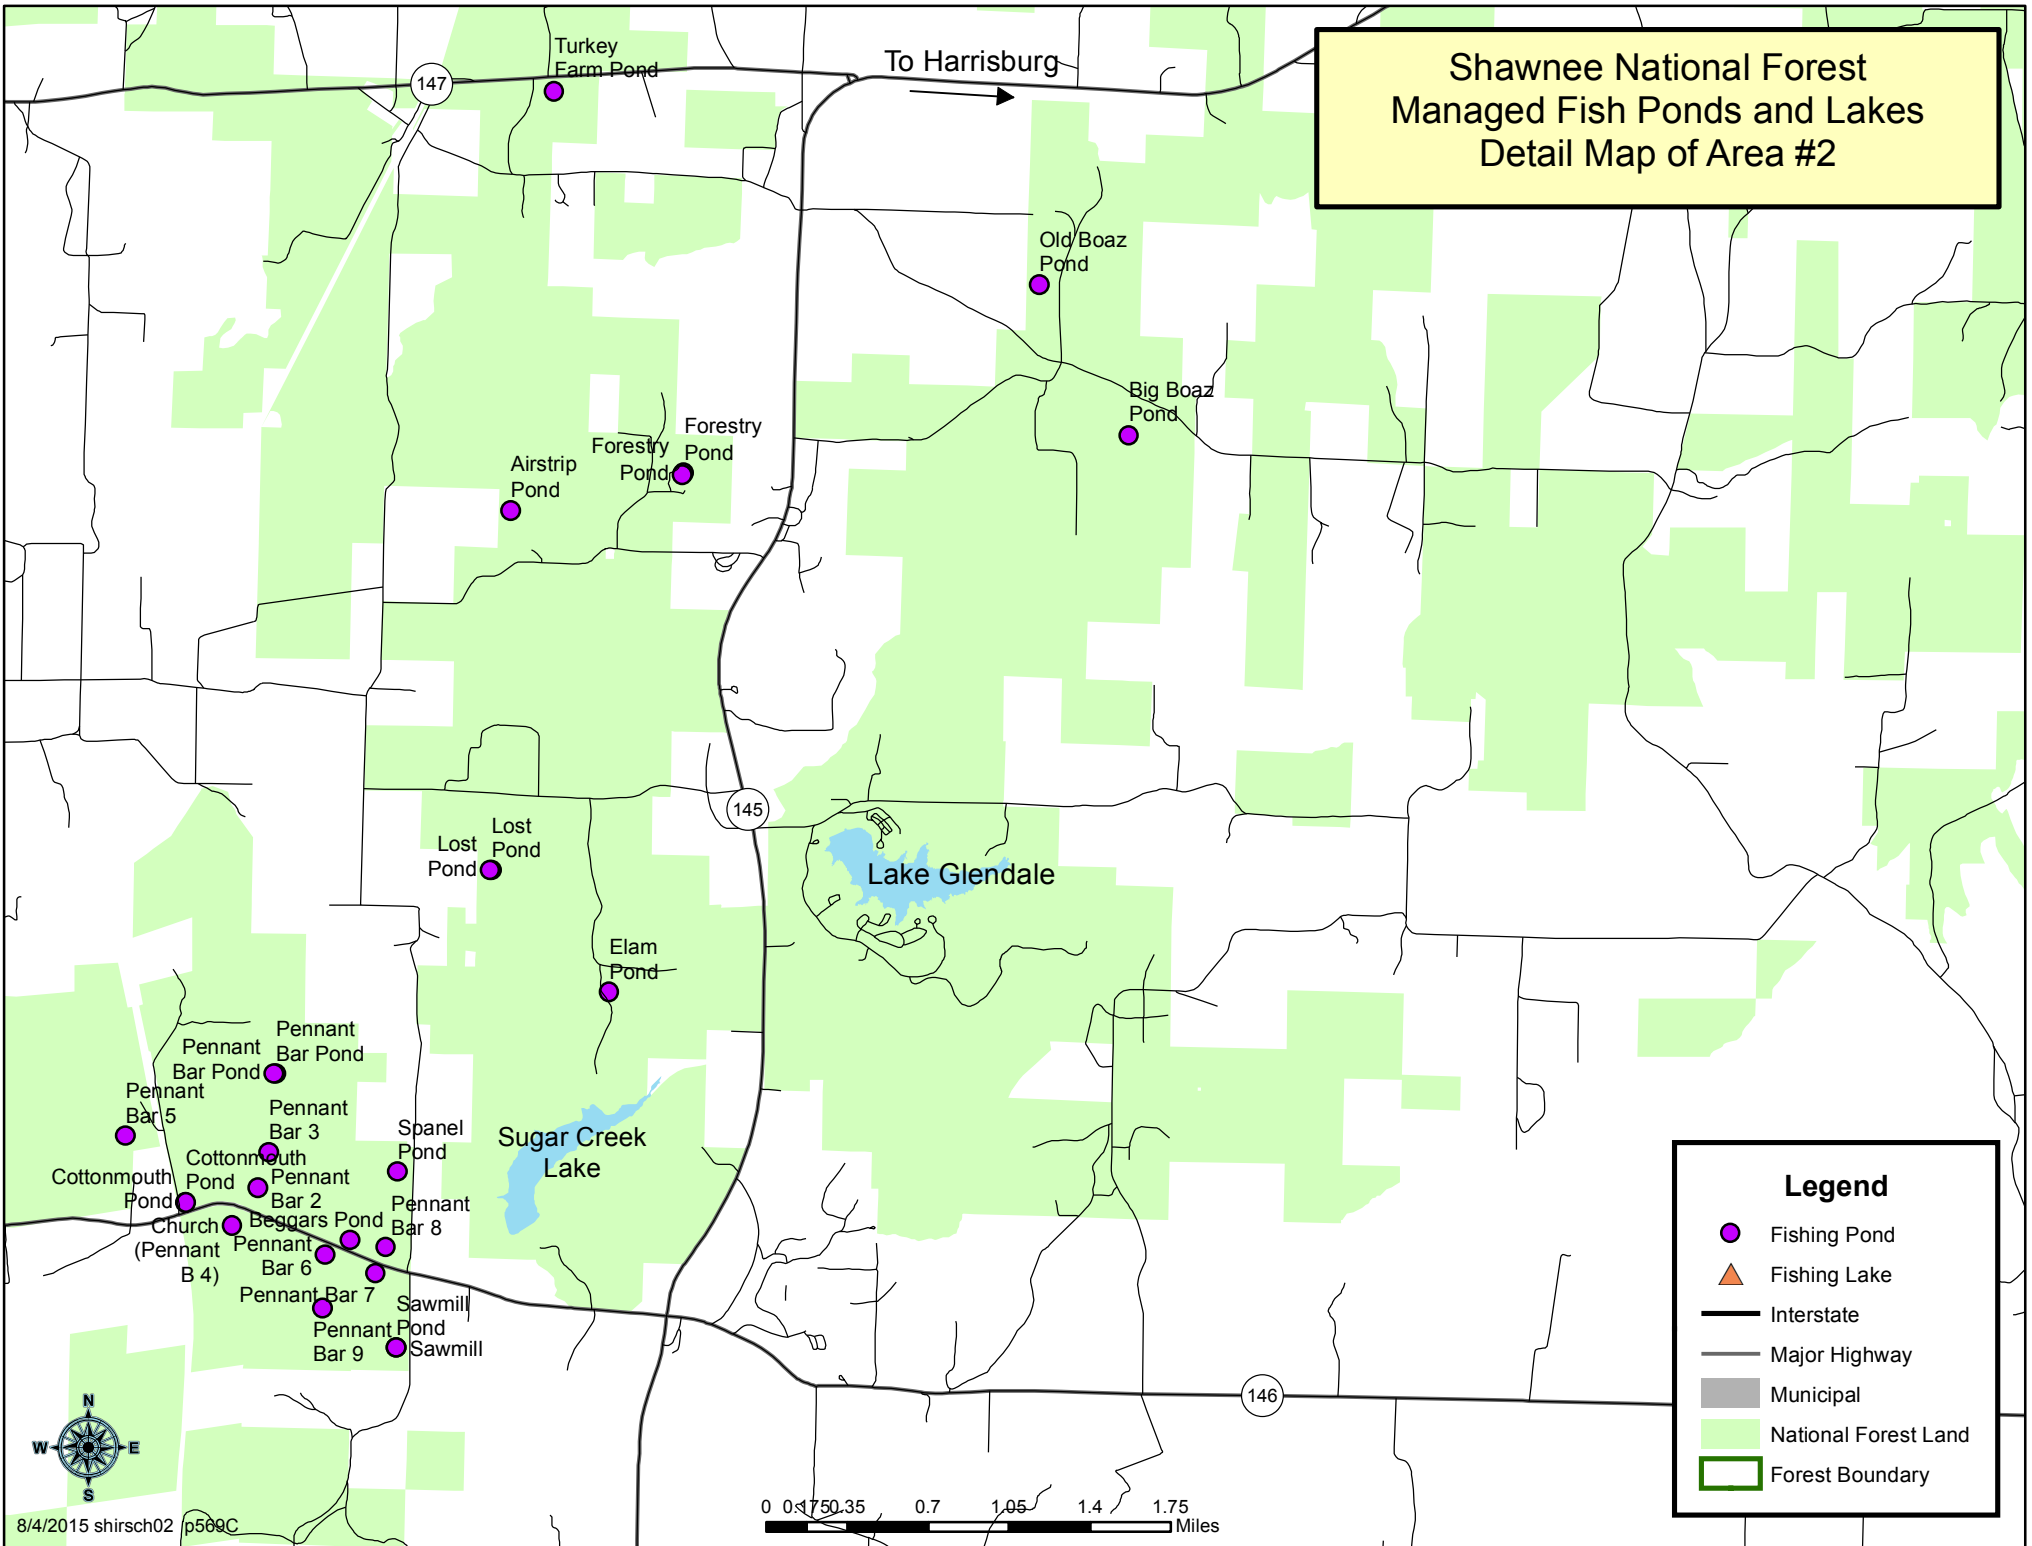 Shawnee National Forest
Managed Fish Ponds and Lakes
Detail Map of Area #2
Turkey
Farm Pond
To Harrisburg
147
Old Boaz
Pond
Big Boaz
Pond
Forestry
Pond
Forestry
Pond
Airstrip
Pond
145
Lost
Pond
Lost
Pond
Lake Glendale
Elam
Pond
Pennant
Bar Pond
Pennant
Bar Pond
Pennant
Bar 5
Pennant
Bar 3
Spanel
Pond
Sugar Creek
Lake
Cottonmouth
Pond
Cottonmouth
Pond
Pennant
Bar 2
Pennant
Bar 8
Church
(Pennant
B 4)
Beggars Pond
Pennant
Bar 6
Pennant Bar 7
Sawmill
Pond
Pennant
Bar 9
Sawmill
146
Legend
Fishing Pond
Fishing Lake
Interstate
Major Highway
Municipal
National Forest Land
Forest Boundary
N
W E
S
0 0.175 0.35 0.7 1.05 1.4 1.75
Miles
8/4/2015 shirsch02 p569C